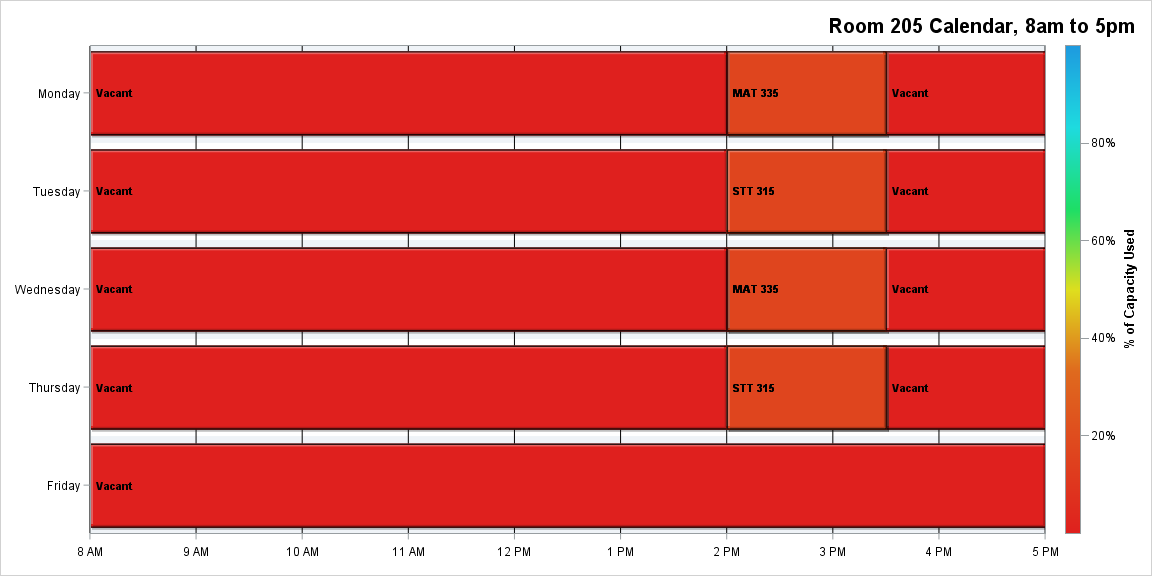 Room 205 Calendar, 8am to 5pm
Monday
Vacant
MAT 335
Vacant
Tuesday
Vacant
STT 315
Vacant
Wednesday
Vacant
MAT 335
Vacant
Thursday
Vacant
STT 315
Vacant
Friday
Vacant
8 AM
9 AM
10 AM
11 AM
12 PM
1 PM
2 PM
3 PM
4 PM
5 PM
80%
60%
40%
20%
% of Capacity Used